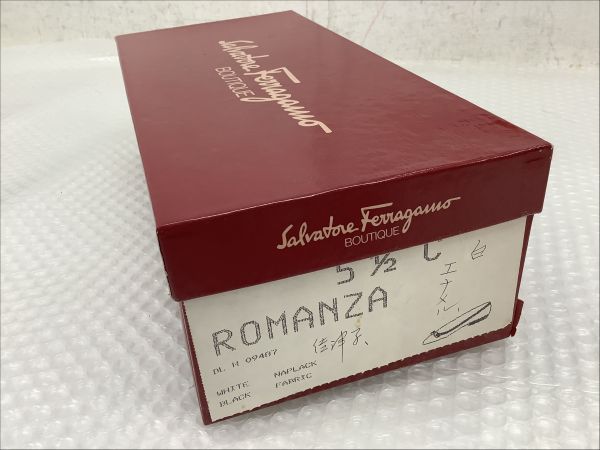 Salvatore Ferragamo
BOUTIQUE
Salvatore Ferragamo
BOUTIQUE
5 ½ C
白
エナメル
ROMANZA
DL M 09487
WHITE NAPLACK
BLACK FABRIC